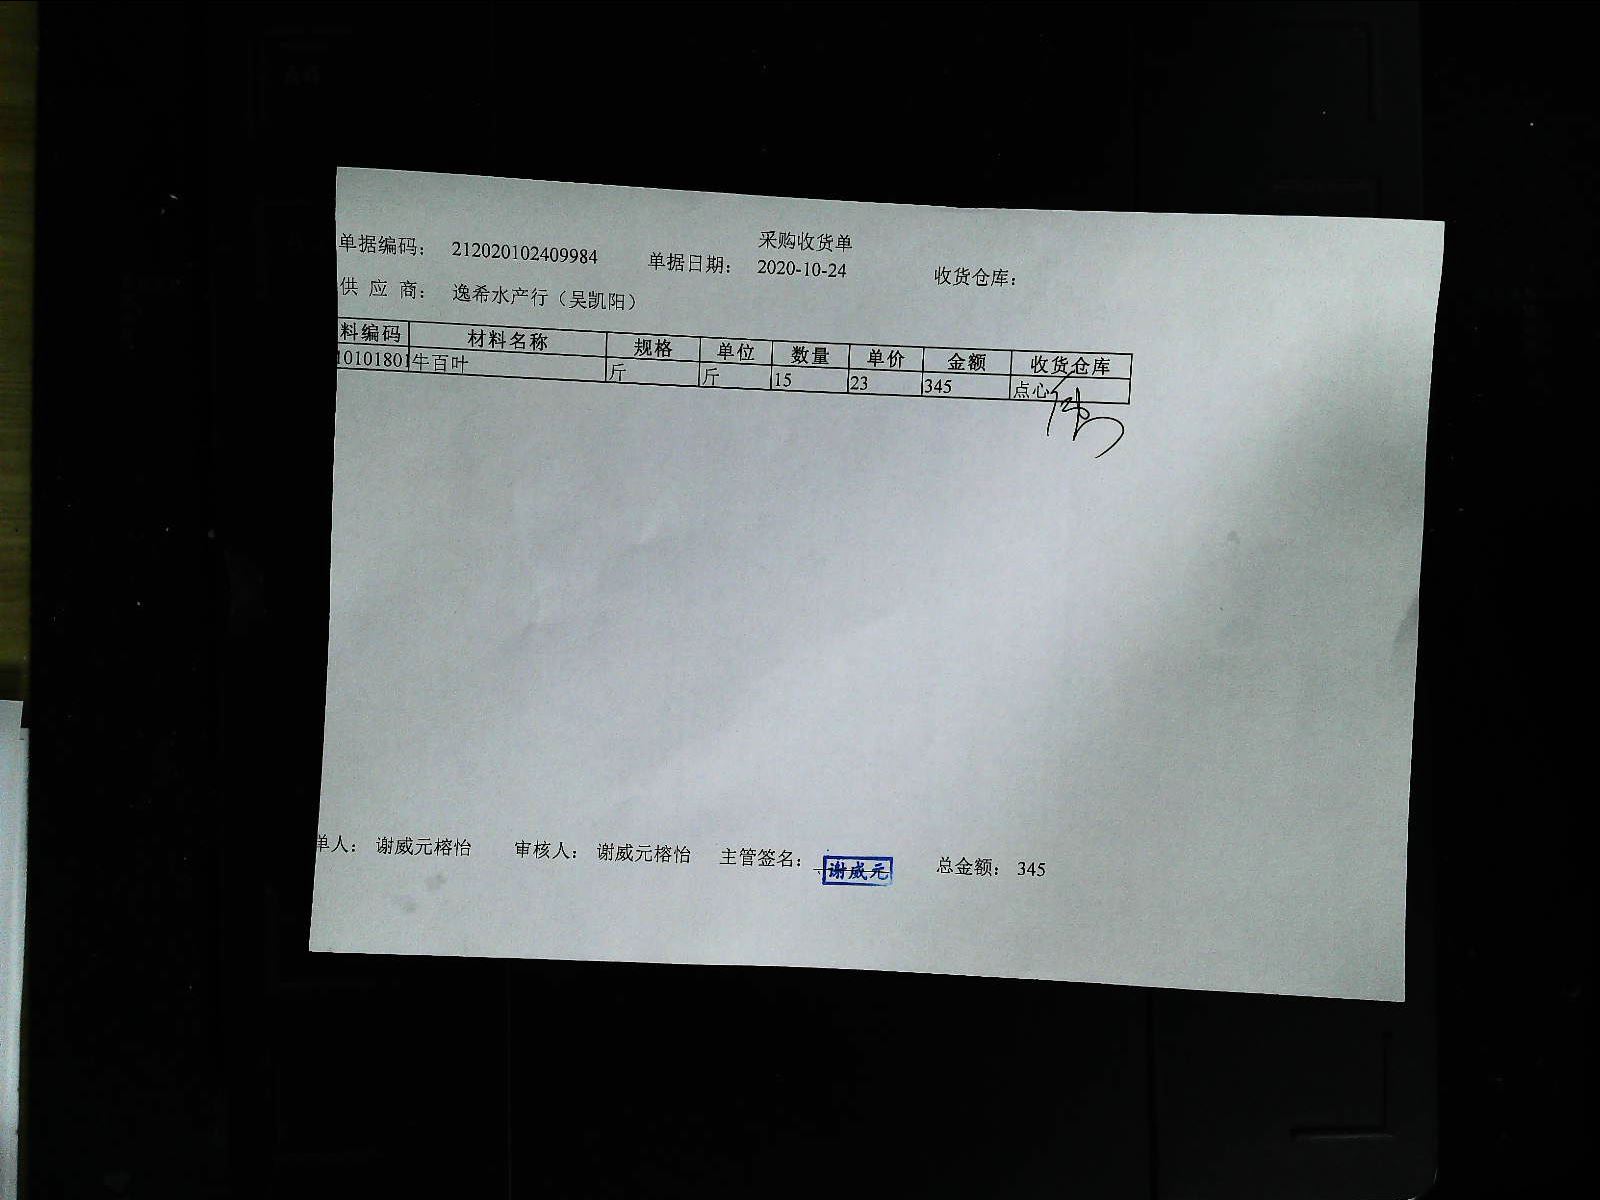 采购收货单
单据编码： 212020102409984 单据日期： 2020-10-24 收货仓库：
供 应 商： 逸希水产行（吴凯阳）
料编码 材料名称 规格 单位 数量 单价 金额 收货仓库
10101801 牛百叶 斤 斤 15 23 345 点心
单人： 谢威元榕怡 审核人： 谢威元榕怡 主管签名： 谢威元 总金额： 345